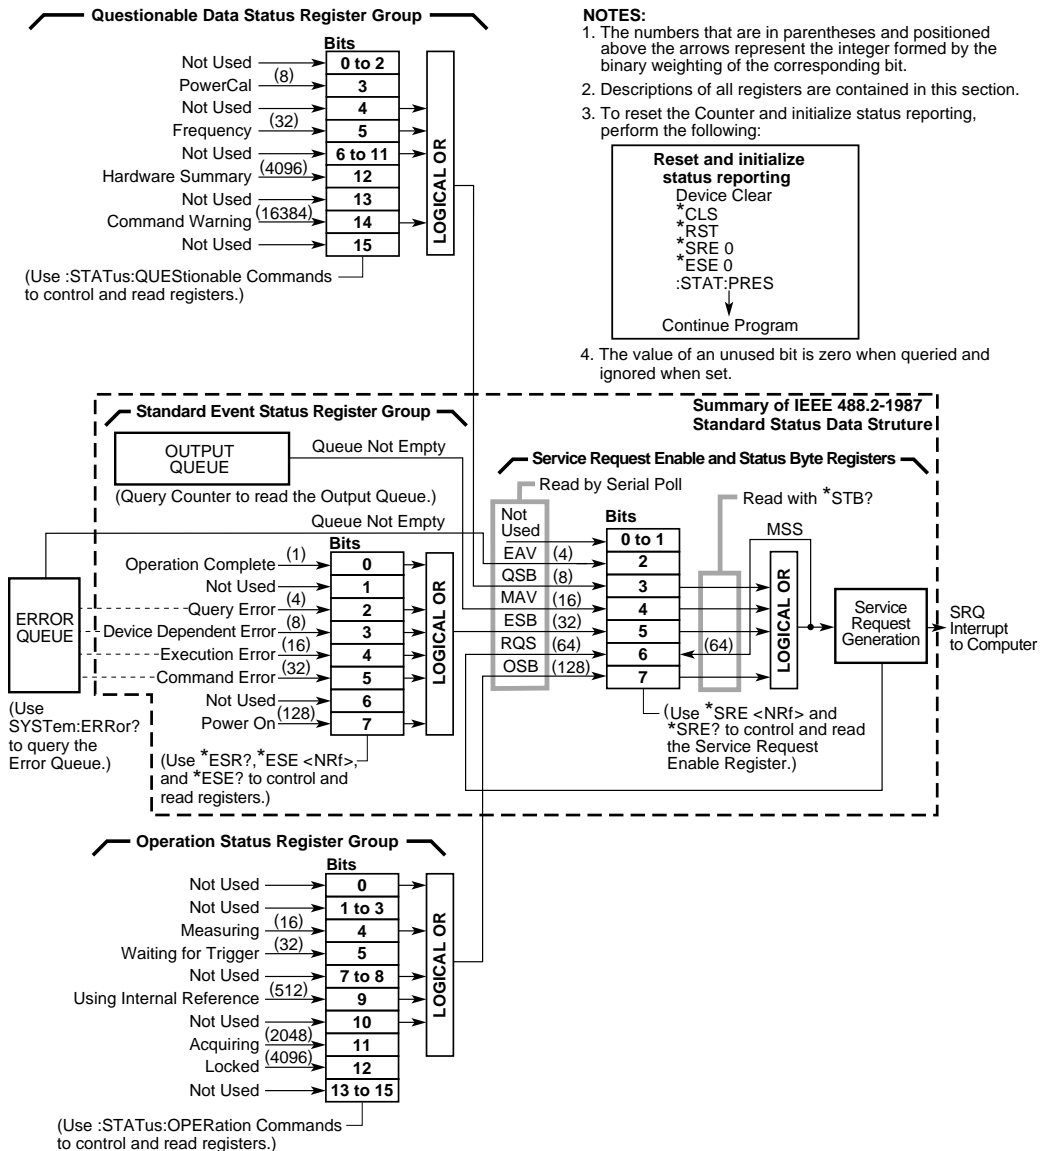 Questionable Data Status Register Group
Bits
Not Used
0 to 2
PowerCal
(8)
3
Not Used
4
Frequency
(32)
5
Not Used
6 to 11
Hardware Summary
(4096)
12
Not Used
13
Command Warning
(16384)
14
Not Used
15
LOGICAL OR
(Use :STATus:QUEStionable Commands
to control and read registers.)
NOTES:
1. The numbers that are in parentheses and positioned
above the arrows represent the integer formed by the
binary weighting of the corresponding bit.
2. Descriptions of all registers are contained in this section.
3. To reset the Counter and initialize status reporting,
perform the following:
Reset and initialize
status reporting
Device Clear
*CLS
*RST
*SRE 0
*ESE 0
:STAT:PRES
Continue Program
4. The value of an unused bit is zero when queried and
ignored when set.
Summary of IEEE 488.2-1987
Standard Status Data Struture
Standard Event Status Register Group
OUTPUT
QUEUE
Queue Not Empty
(Query Counter to read the Output Queue.)
Queue Not Empty
Bits
Operation Complete
(1)
0
Not Used
1
Query Error
(4)
2
Device Dependent Error
(8)
3
Execution Error
(16)
4
Command Error
(32)
5
Not Used
6
Power On
(128)
7
LOGICAL OR
ERROR
QUEUE
(Use
SYSTem:ERRor?
to query the
Error Queue.)
(Use *ESR?,*ESE <NRf>,
and *ESE? to control and
read registers.)
Service Request Enable and Status Byte Registers
Read by Serial Poll
Read with *STB?
Bits
MSS
Not
Used
0 to 1
EAV
(4)
2
QSB
(8)
3
MAV
(16)
4
ESB
(32)
5
RQS
(64)
6
(64)
OSB
(128)
7
LOGICAL OR
Service
Request
Generation
SRQ
Interrupt
to Computer
(Use *SRE <NRf> and
*SRE? to control and read
the Service Request
Enable Register.)
Operation Status Register Group
Bits
Not Used
0
Not Used
1 to 3
Measuring
(16)
4
Waiting for Trigger
(32)
5
Not Used
7 to 8
Using Internal Reference
(512)
9
Not Used
10
Acquiring
(2048)
11
Locked
(4096)
12
Not Used
13 to 15
LOGICAL OR
(Use :STATus:OPERation Commands
to control and read registers.)